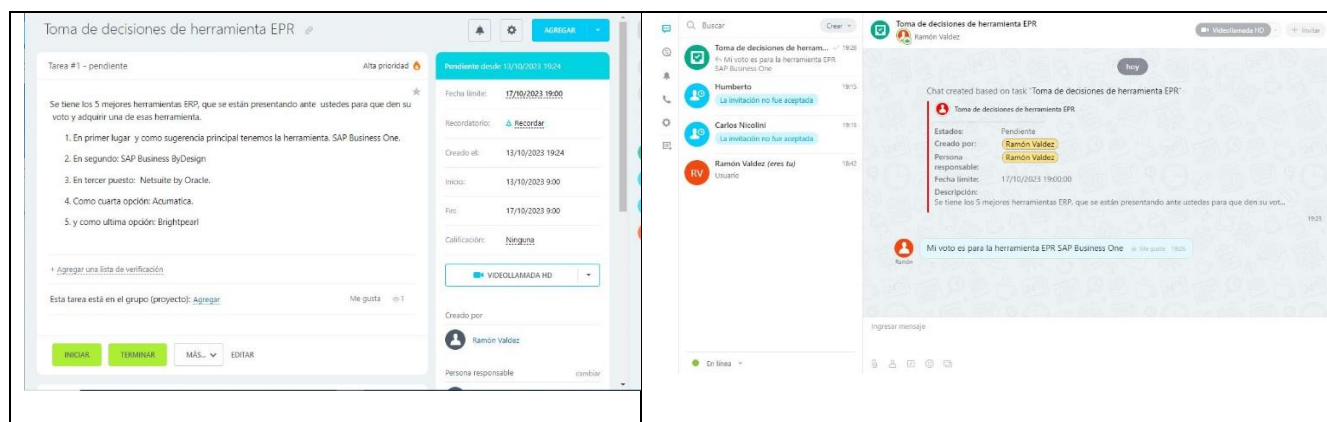 Toma de decisiones de herramienta EPR
AGREGAR
Tarea #1 - pendiente
Alta prioridad
Se tiene los 5 mejores herramientas ERP, que se están presentando ante ustedes para que den su
voto y adquirir una de esas herramienta.
1. En primer lugar y como sugerencia principal tenemos la herramienta. SAP Business One.
2. En segundo: SAP Business ByDesign
3. En tercer puesto: Netsuite by Oracle.
4. Como cuarta opción: Acumatica.
5. y como ultima opción: Brightpearl
+ Agregar una lista de verificación
Esta tarea está en el grupo (proyecto): Agregar
Me gusta
1
INICIAR
TERMINAR
MÁS...
EDITAR
Pendiente desde 13/10/2023 19:24
Fecha límite: 17/10/2023 19:00
Recordatorio: Recordar
Creado el: 13/10/2023 19:24
Inicio: 13/10/2023 9:00
Fin: 17/10/2023 9:00
Calificación: Ninguna
VIDEOLLAMADA HD
Creado por
Ramón Valdez
Persona responsable
cambiar
Buscar
Crear
Toma de decisiones de herram... 19:26
Mi voto es para la herramienta EPR
SAP Business One
Humberto
La invitación no fue aceptada
Carlos Nicolini
La invitación no fue aceptada
Ramón Valdez (eres tu) 18:42
Usuario
RV
En línea
Toma de decisiones de herramienta EPR
Ramón Valdez
Videollamada HD
+ Invitar
hoy
Chat created based on task "Toma de decisiones de herramienta EPR"
Toma de decisiones de herramienta EPR
Estados: Pendiente
Creado por: Ramón Valdez
Persona
responsable: Ramón Valdez
Fecha límite: 17/10/2023 19:00:00
Descripción:
Se tiene los 5 mejores herramientas ERP, que se están presentando ante ustedes para que den su vot...
Mi voto es para la herramienta EPR SAP Business One
Me gusta
Ramón
Ingresar mensaje